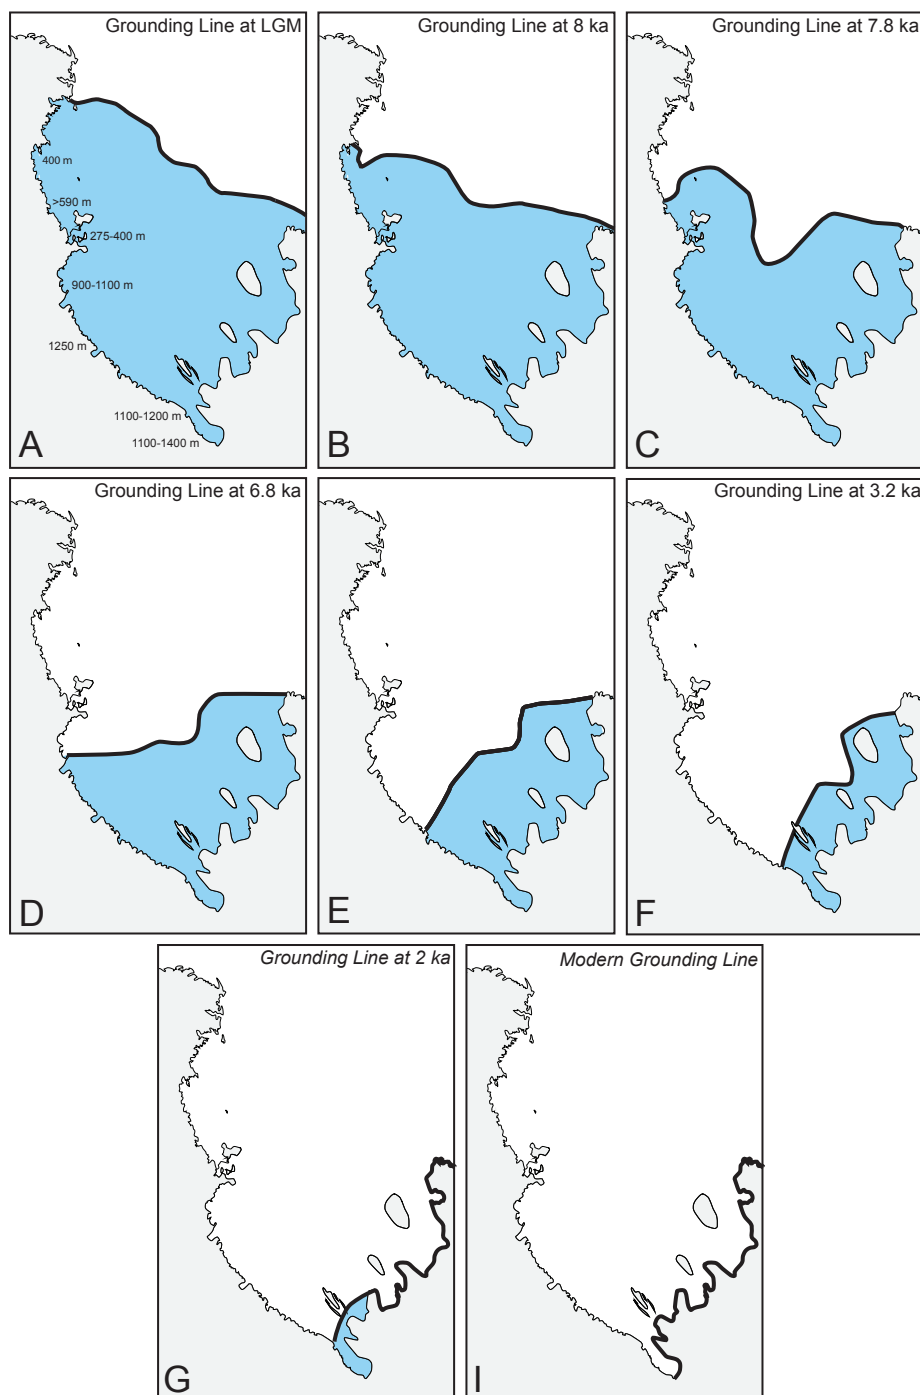 Grounding Line at LGM
400 m
>590 m
275-400 m
900-1100 m
1250 m
1100-1200 m
1100-1400 m
A
Grounding Line at 8 ka
B
Grounding Line at 7.8 ka
C
Grounding Line at 6.8 ka
D
E
Grounding Line at 3.2 ka
F
Grounding Line at 2 ka
G
Modern Grounding Line
I